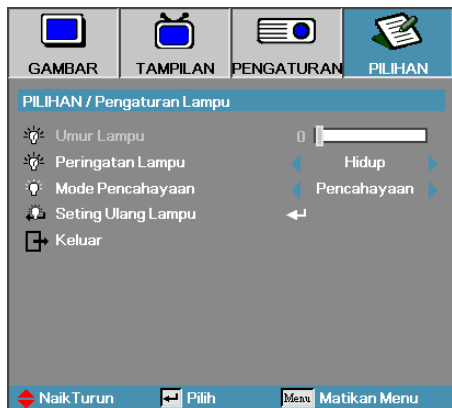 GAMBAR TAMPILAN PENGATURAN PILIHAN
PILIHAN / Pengaturan Lampu
Umur Lampu 0
Peringatan Lampu Hidup
Mode Pencahayaan Pencahayaan
Seting Ulang Lampu
Keluar
NaikTurun Pilih Menu Matikan Menu